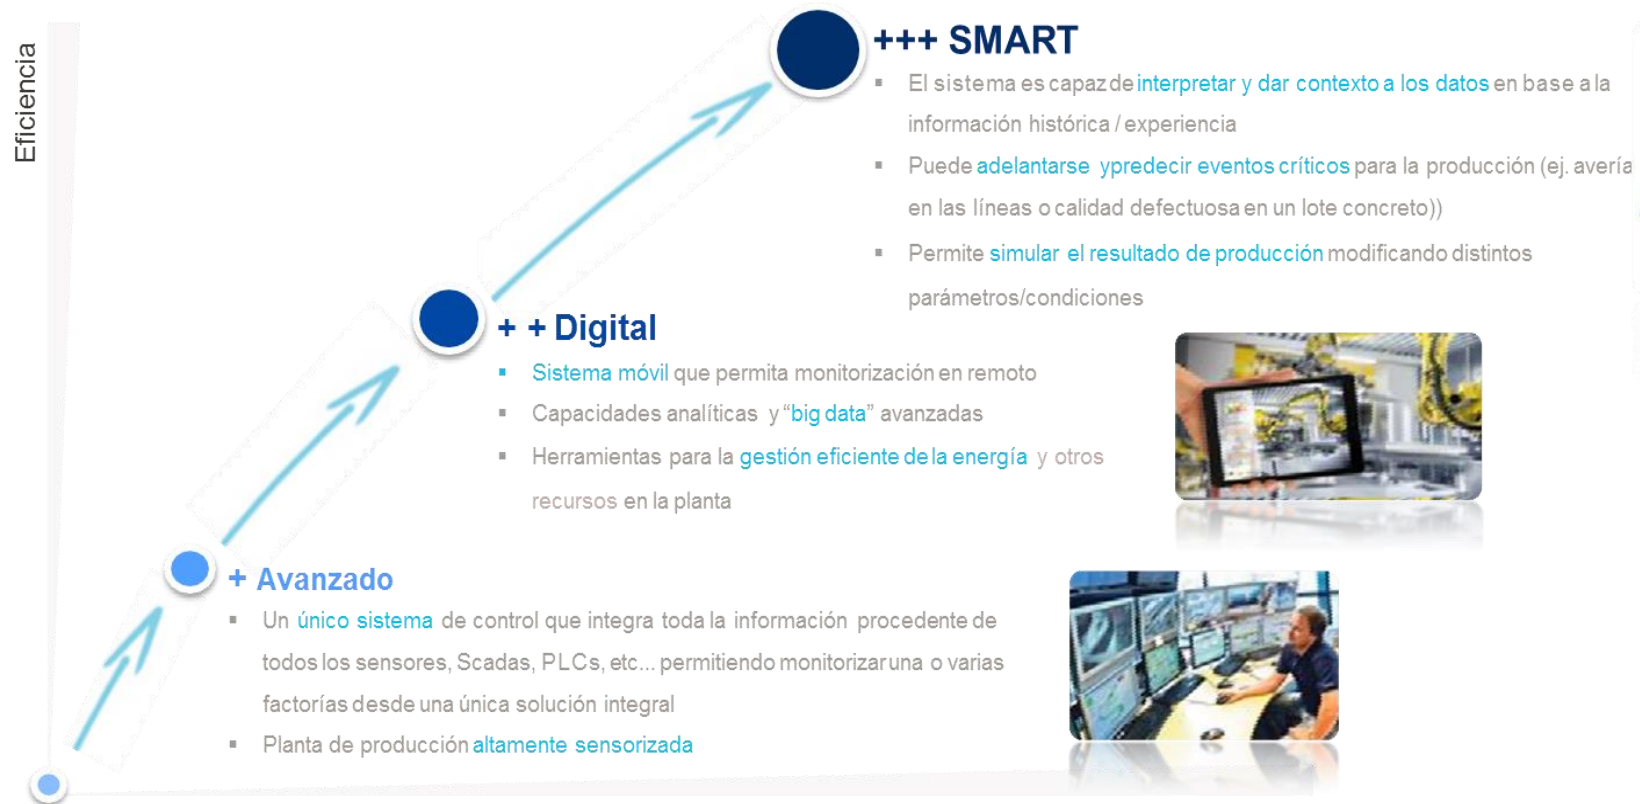 Eficiencia
+++ SMART
▪ El sistema es capaz de interpretar y dar contexto a los datos en base a la
información histórica / experiencia
▪ Puede adelantarse ypredecir eventos críticos para la producción (ej. avería
en las líneas o calidad defectuosa en un lote concreto))
▪ Permite simular el resultado de producción modificando distintos
parámetros/condiciones
+ + Digital
▪ Sistema móvil que permita monitorización en remoto
▪ Capacidades analíticas y “big data” avanzadas
▪ Herramientas para la gestión eficiente de la energía y otros
recursos en la planta
+ Avanzado
▪ Un único sistema de control que integra toda la información procedente de
todos los sensores, Scadas, PLCs, etc... permitiendo monitorizar una o varias
factorías desde una única solución integral
▪ Planta de producción altamente sensorizada